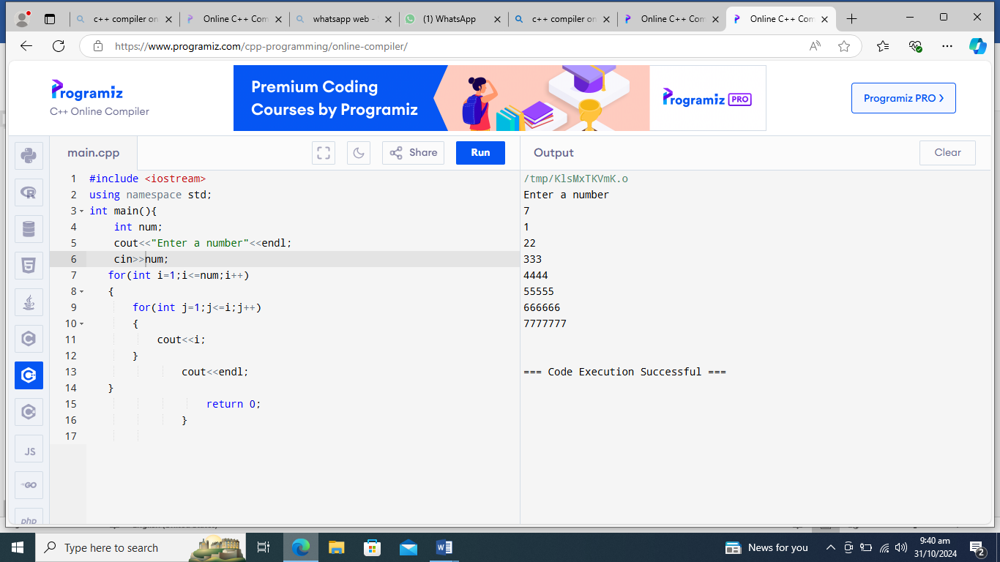 c++ compiler on
Online C++ Com
whatsapp web -
(1) WhatsApp
c++ compiler on
Online C++ Com
Online C++ Com
https://www.programiz.com/cpp-programming/online-compiler/
Programiz
C++ Online Compiler
Premium Coding
Courses by Programiz
Programiz PRO
Programiz PRO >
main.cpp
Share
Run
Output
Clear
1 #include <iostream>
2 using namespace std;
3 int main(){
4 int num;
5 cout<<"Enter a number"<<endl;
6 cin>>num;
7 for(int i=1;i<=num;i++)
8 {
9 for(int j=1;j<=i;j++)
10 {
11 cout<<i;
12 }
13 cout<<endl;
14 }
15 return 0;
16 }
17
/tmp/KlsMxTKVmK.o
Enter a number
7
1
22
333
4444
55555
666666
7777777
=== Code Execution Successful ===
JS
GO
php
Type here to search
News for you
9:40 am
31/10/2024
2